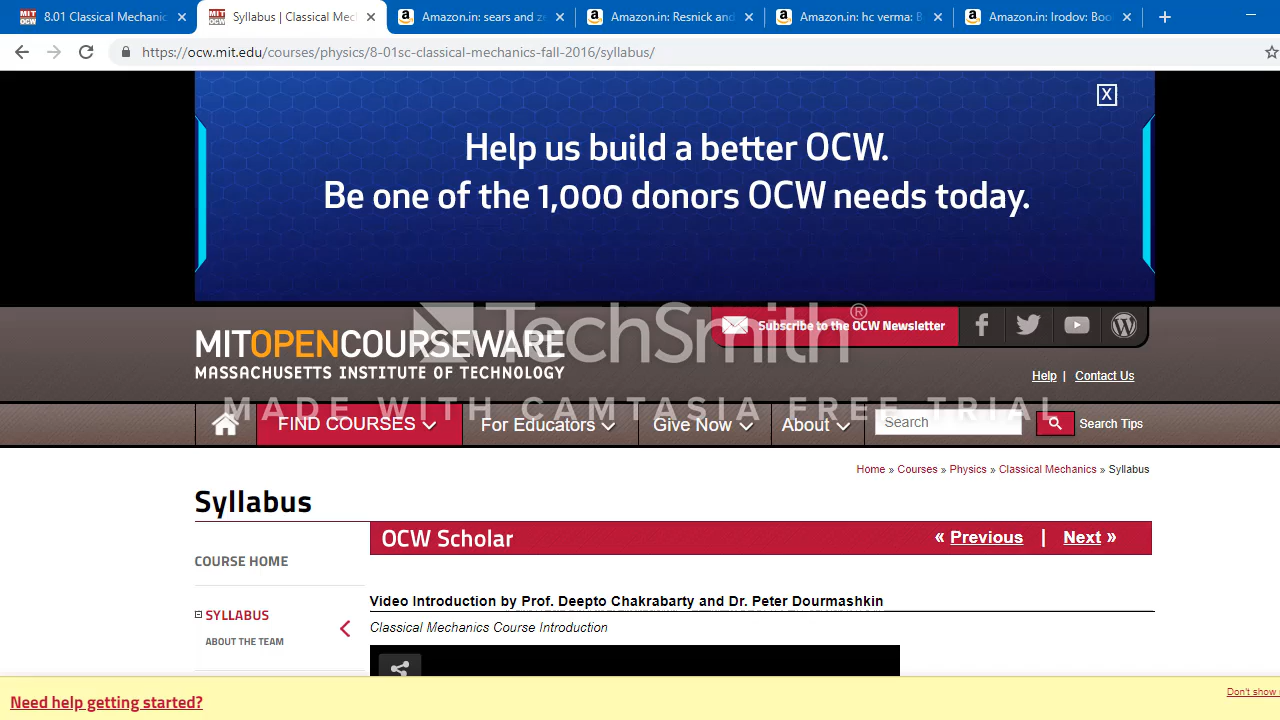 MIT OCW 8.01 Classical Mechanic
MIT OCW Syllabus | Classical Mec
Amazon.in: sears and ze
Amazon.in: Resnick and
Amazon.in: hc verma: B
Amazon.in: Irodov: Boo
https://ocw.mit.edu/courses/physics/8-01sc-classical-mechanics-fall-2016/syllabus/
X
Help us build a better OCW.
Be one of the 1,000 donors OCW needs today.
TechSmith®
MADE WITH CAMTASIA FREE TRIAL
Subscribe to the OCW Newsletter
MITOPENCOURSEWARE
MASSACHUSETTS INSTITUTE OF TECHNOLOGY
Help | Contact Us
FIND COURSES
For Educators
Give Now
About
Search
Search Tips
Home » Courses » Physics » Classical Mechanics » Syllabus
Syllabus
OCW Scholar
« Previous | Next »
COURSE HOME
SYLLABUS
ABOUT THE TEAM
Video Introduction by Prof. Deepto Chakrabarty and Dr. Peter Dourmashkin
Classical Mechanics Course Introduction
Need help getting started?
Don't show